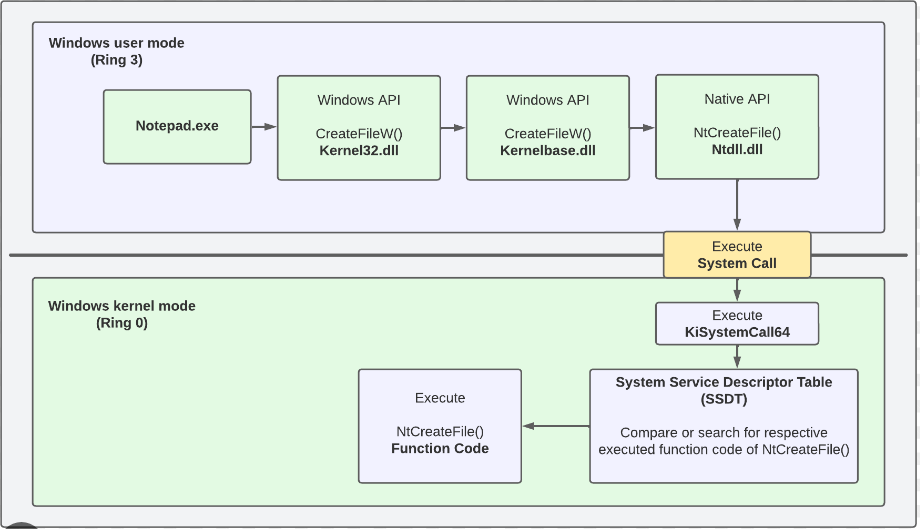 Windows user mode
(Ring 3)
Notepad.exe
Windows API
CreateFileW()
Kernel32.dll
Windows API
CreateFileW()
Kernelbase.dll
Native API
NtCreateFile()
Ntdll.dll
Execute
System Call
Windows kernel mode
(Ring 0)
Execute
KiSystemCall64
System Service Descriptor Table
(SSDT)
Compare or search for respective
executed function code of NtCreateFile()
Execute
NtCreateFile()
Function Code